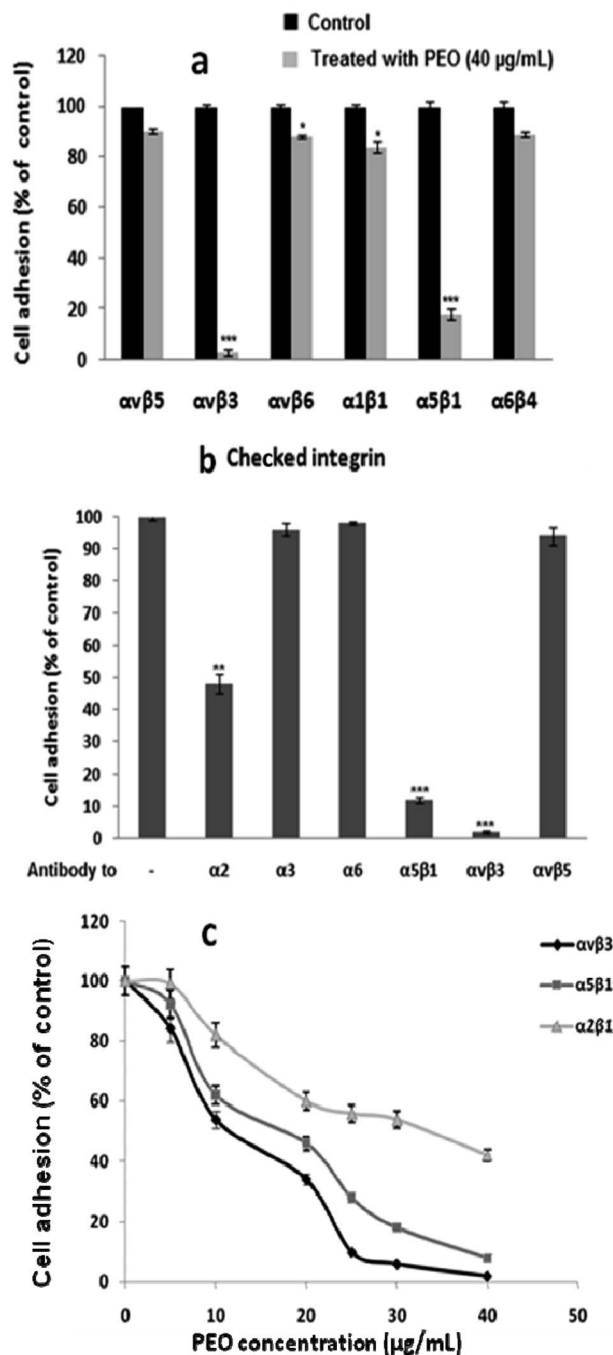 Control
Treated with PEO (40 µg/mL)
a
Cell adhesion (% of control)
120
100
80
60
40
20
0
*
*
***
***
αvβ5 αvβ3 αvβ6 α1β1 α5β1 α6β4
b Checked integrin
Cell adhesion (% of control)
100
90
80
70
60
50
40
30
20
10
0
**
***
***
Antibody to - α2 α3 α6 α5β1 αvβ3 αvβ5
c
Cell adhesion (% of control)
120
100
80
60
40
20
0
αvβ3
α5β1
α2β1
0 10 20 30 40 50
PEO concentration (µg/mL)